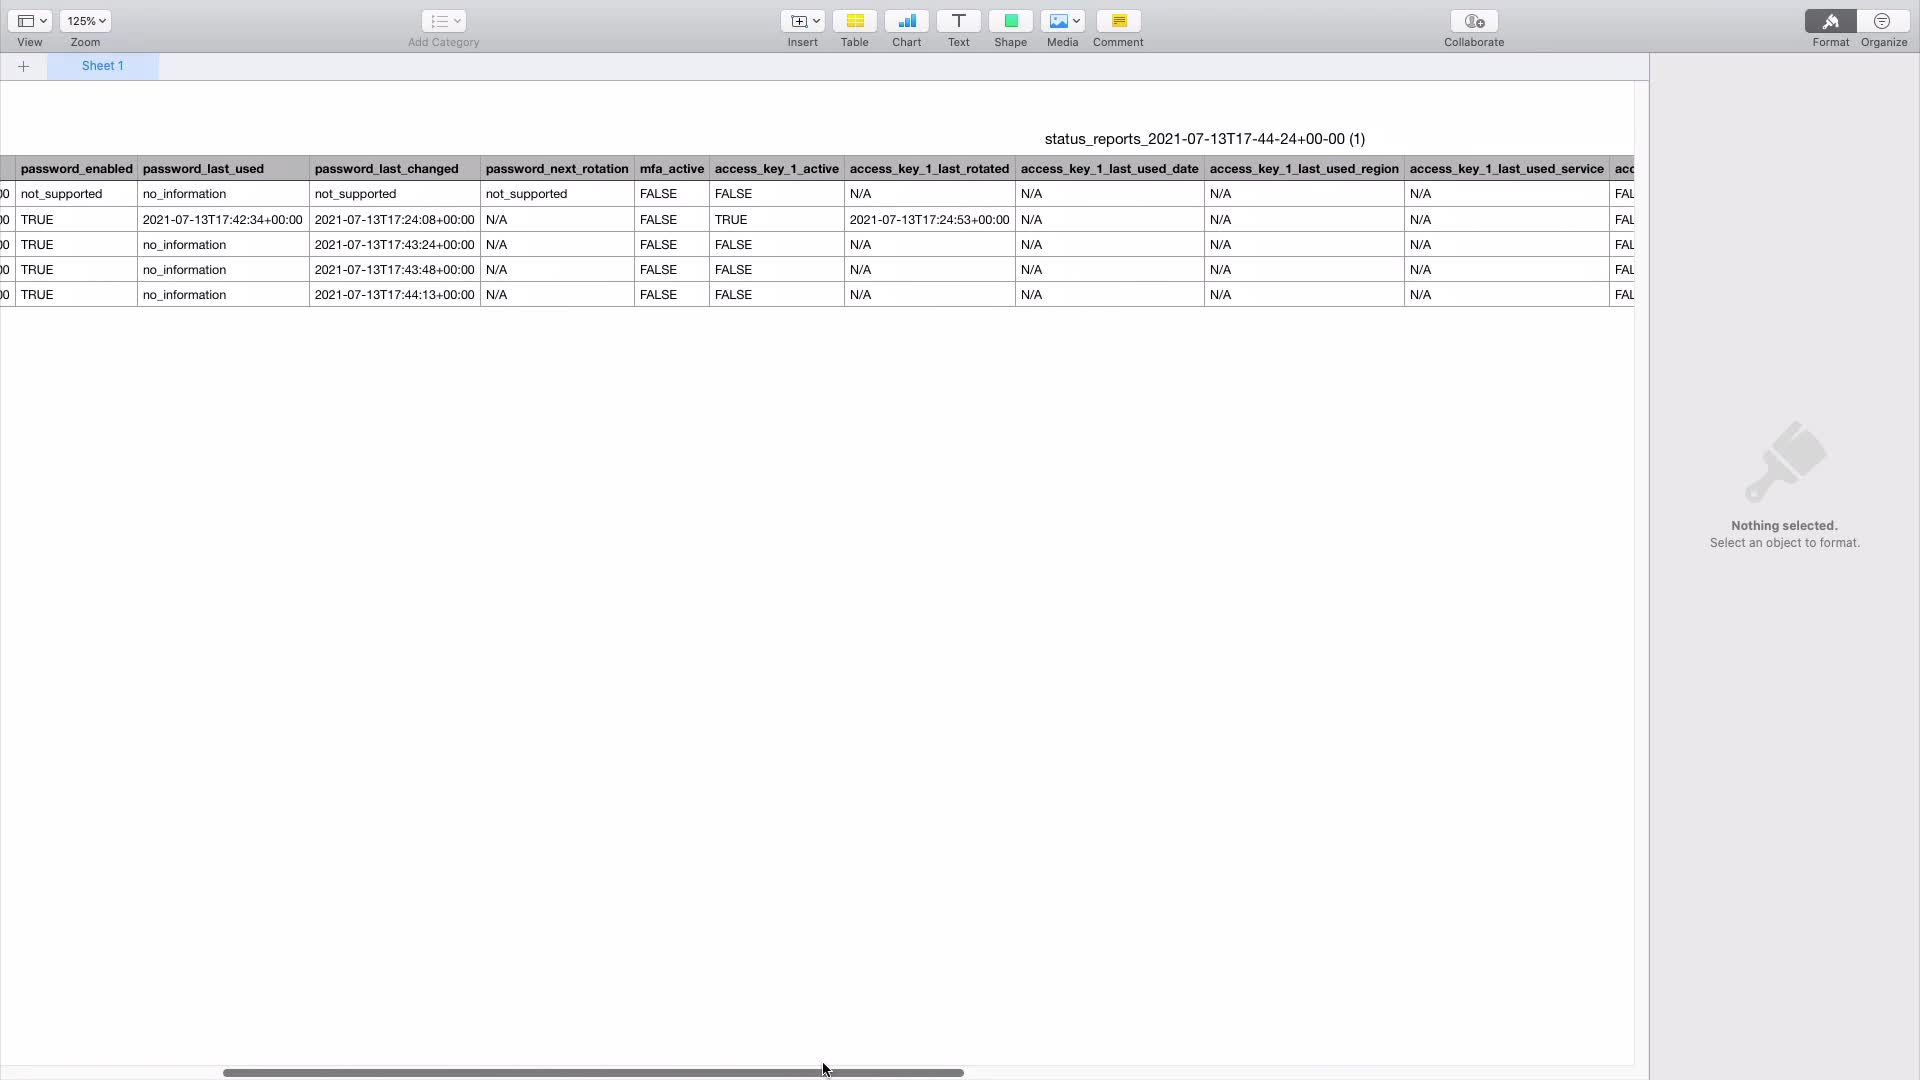 125%
View
Zoom
Add Category
Insert
Table
Chart
Text
Shape
Media
Comment
Collaborate
Format
Organize
Sheet 1
status_reports_2021-07-13T17-44-24+00-00 (1)
password_enabled password_last_used password_last_changed password_next_rotation mfa_active access_key_1_active access_key_1_last_rotated access_key_1_last_used_date access_key_1_last_used_region access_key_1_last_used_service acc
00 not_supported no_information not_supported not_supported FALSE FALSE N/A N/A N/A N/A FAL
00 TRUE 2021-07-13T17:42:34+00:00 2021-07-13T17:24:08+00:00 N/A FALSE TRUE 2021-07-13T17:24:53+00:00 N/A N/A N/A FAL
00 TRUE no_information 2021-07-13T17:43:24+00:00 N/A FALSE FALSE N/A N/A N/A N/A FAL
00 TRUE no_information 2021-07-13T17:43:48+00:00 N/A FALSE FALSE N/A N/A N/A N/A FAL
00 TRUE no_information 2021-07-13T17:44:13+00:00 N/A FALSE FALSE N/A N/A N/A N/A FAL
Nothing selected.
Select an object to format.